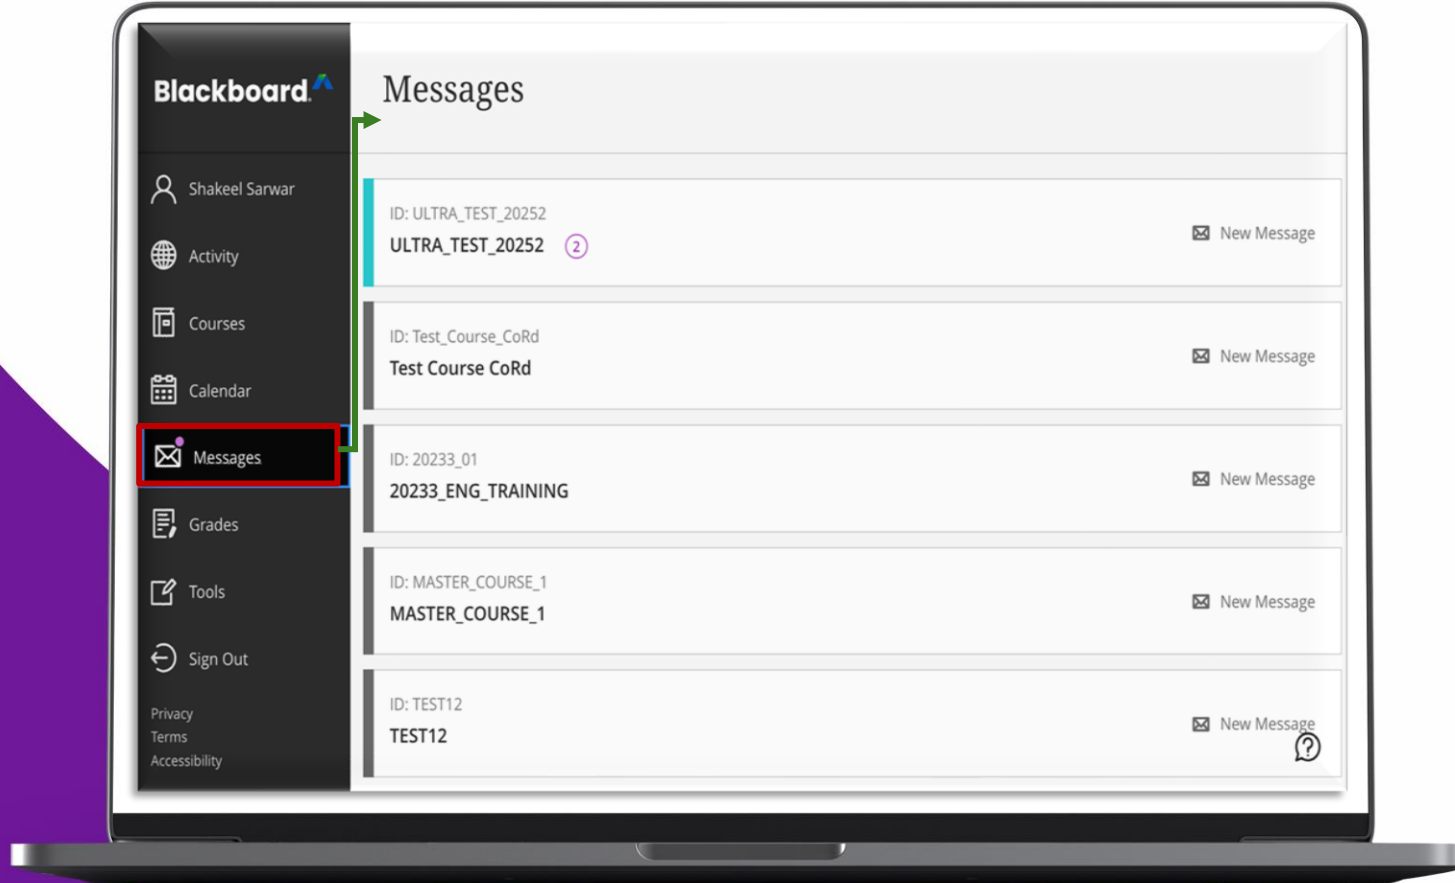 Blackboard
Messages
Shakeel Sarwar
Activity
Courses
Calendar
Messages
Grades
Tools
Sign Out
Privacy
Terms
Accessibility
ID: ULTRA_TEST_20252
ULTRA_TEST_20252 2
New Message
ID: Test_Course_CoRd
Test Course CoRd
New Message
ID: 20233_01
20233_ENG_TRAINING
New Message
ID: MASTER_COURSE_1
MASTER_COURSE_1
New Message
ID: TEST12
TEST12
New Message
?